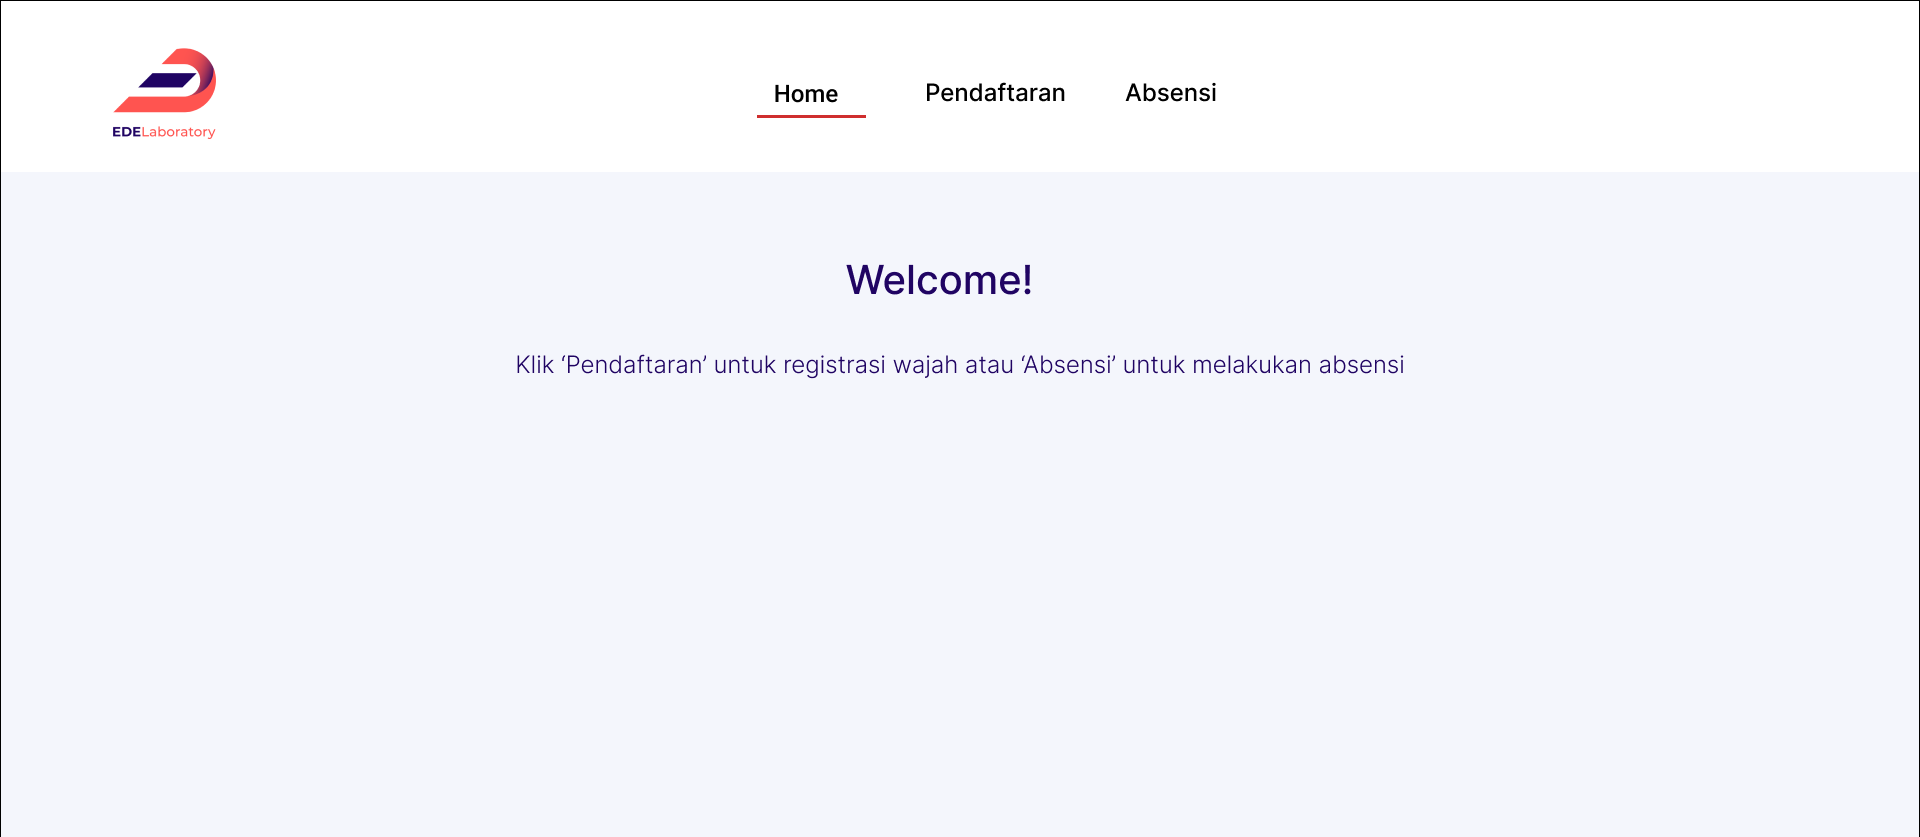 EDELaboratory
Home Pendaftaran Absensi
Welcome!
Klik ‘Pendaftaran’ untuk registrasi wajah atau ‘Absensi’ untuk melakukan absensi